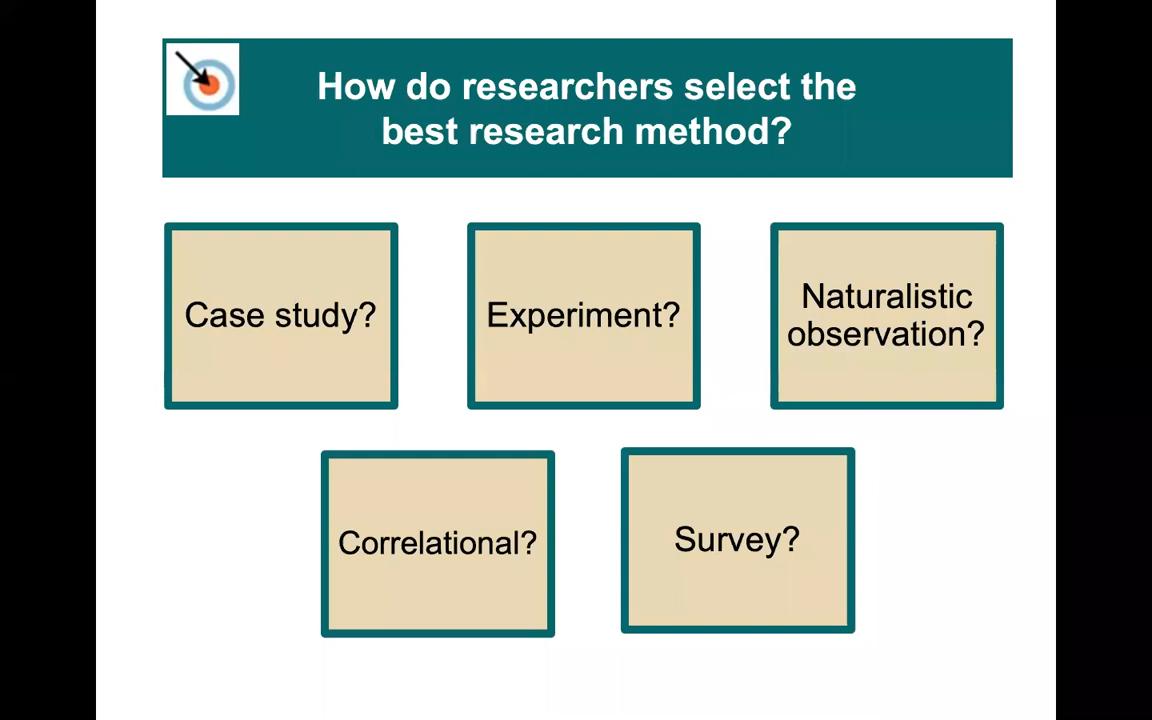 How do researchers select the
best research method?
Case study?
Experiment?
Naturalistic
observation?
Correlational?
Survey?